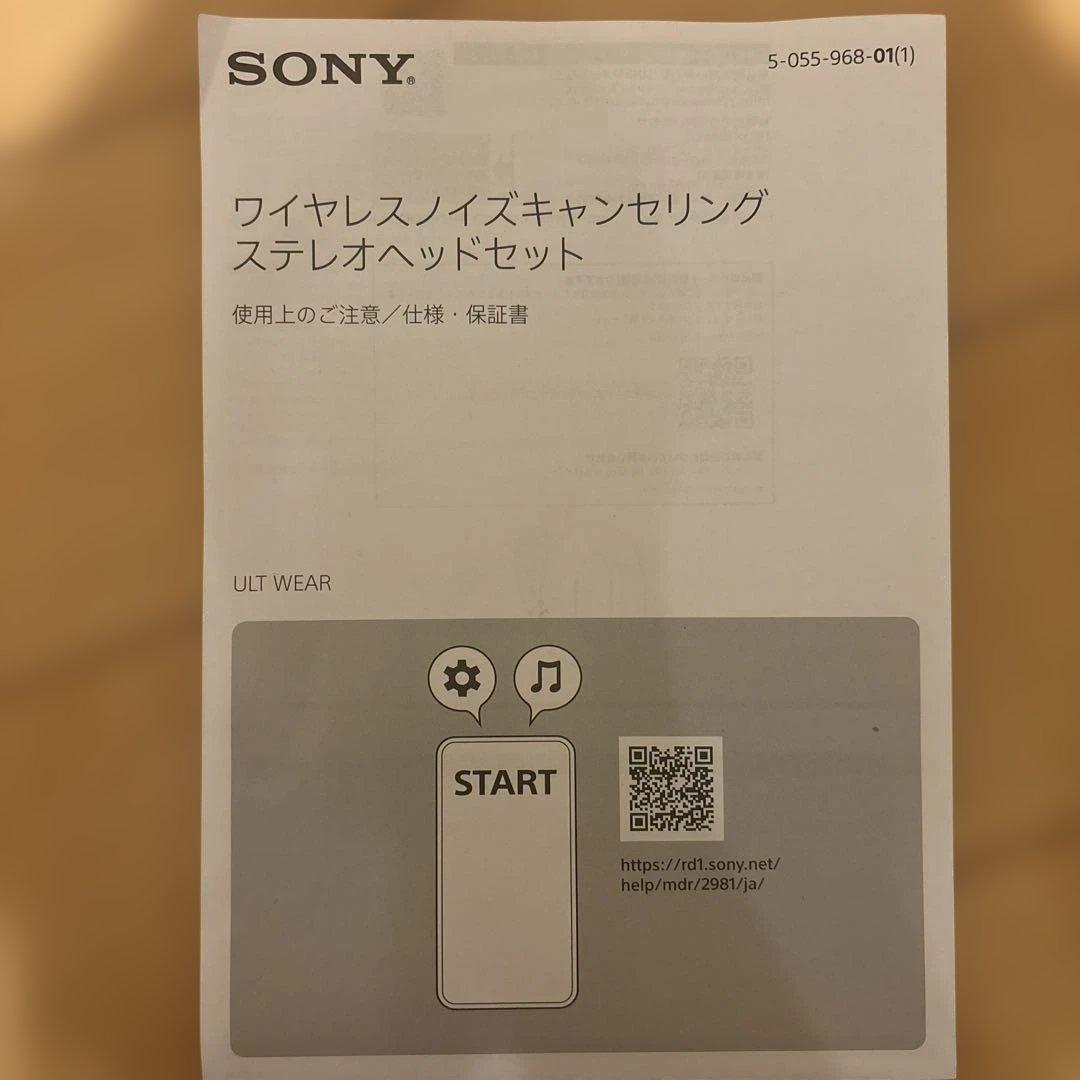 SONY®
5-055-968-01(1)
ワイヤレスノイズキャンセリング
ステレオヘッドセット
使用上のご注意／仕様・保証書
ULT WEAR
START
https://rd1.sony.net/
help/mdr/2981/ja/